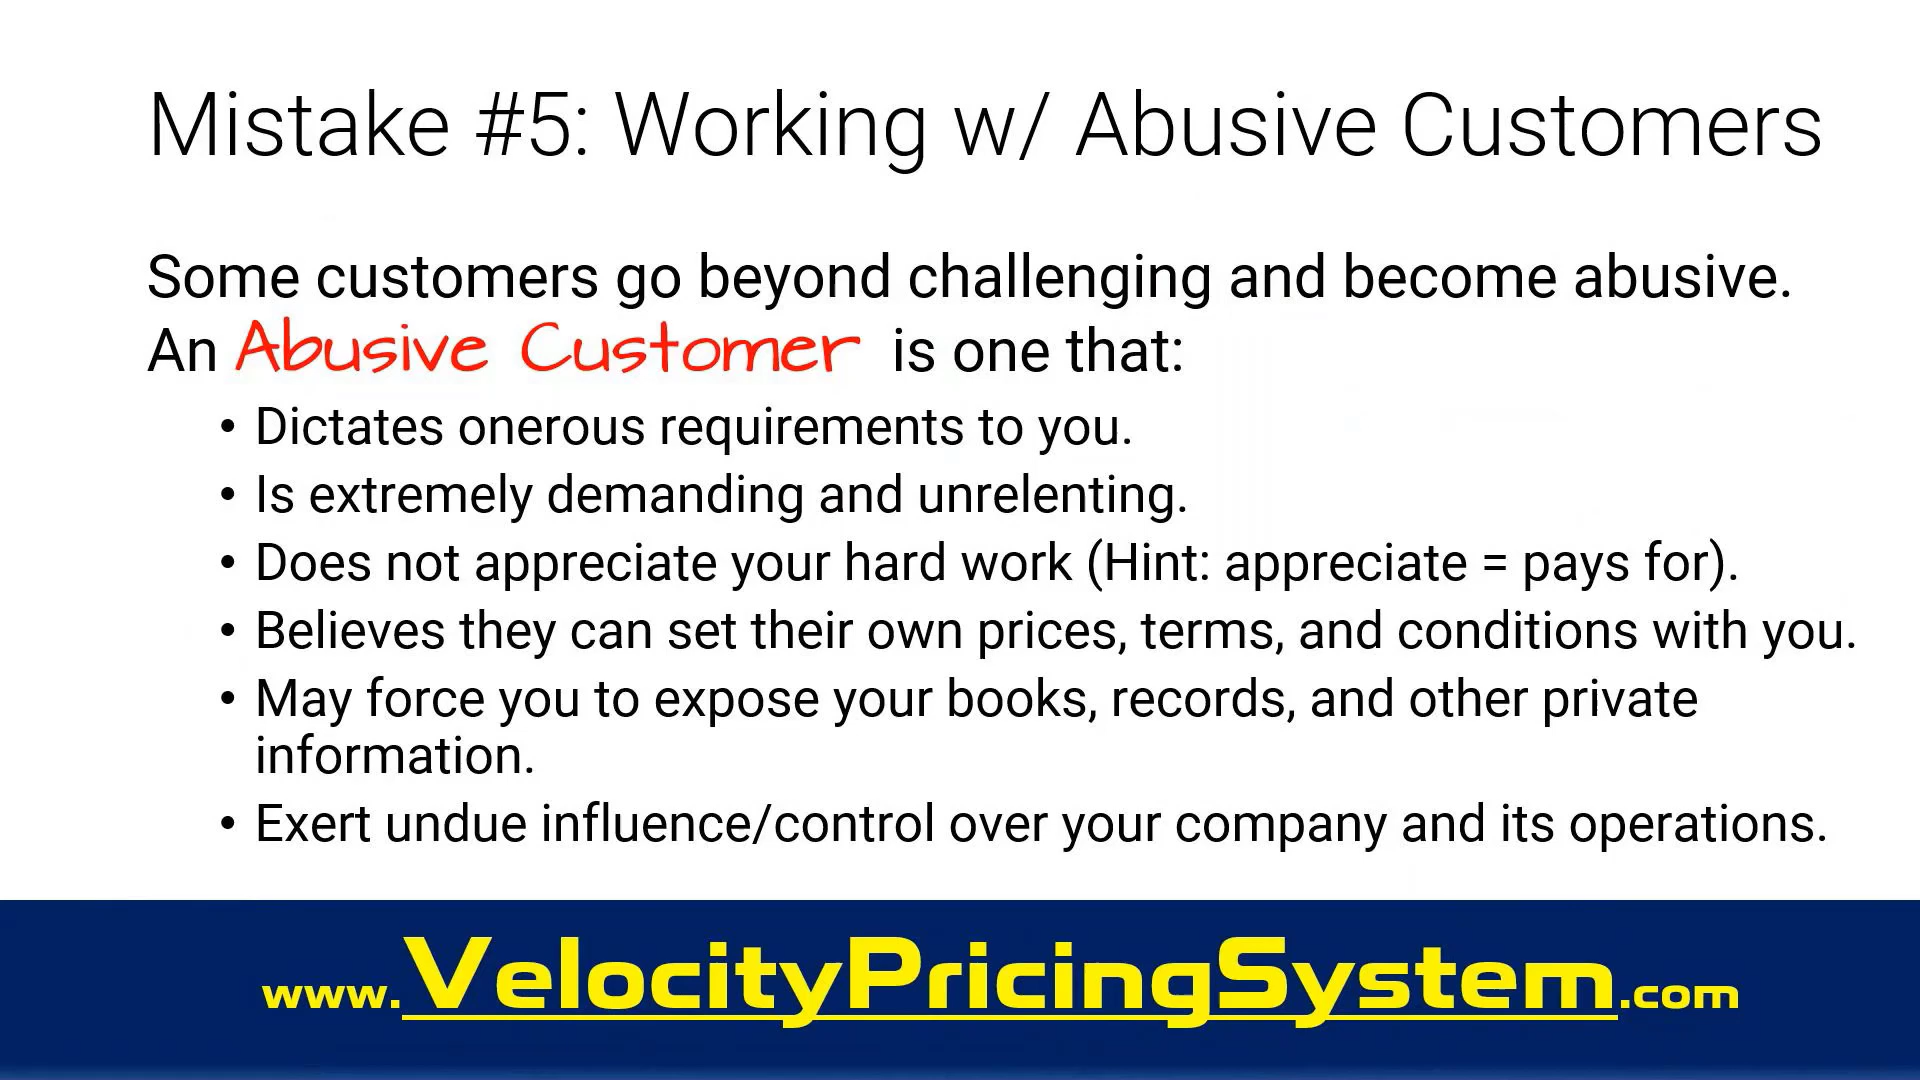 Mistake #5: Working w/ Abusive Customers
Some customers go beyond challenging and become abusive.
An Abusive Customer is one that:
• Dictates onerous requirements to you.
• Is extremely demanding and unrelenting.
• Does not appreciate your hard work (Hint: appreciate = pays for).
• Believes they can set their own prices, terms, and conditions with you.
• May force you to expose your books, records, and other private
information.
• Exert undue influence/control over your company and its operations.
www.VelocityPricingSystem.com